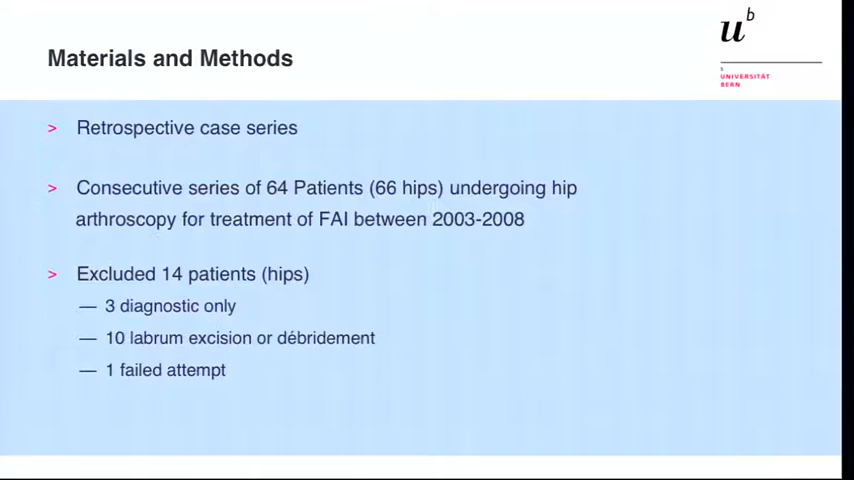 Materials and Methods
u b
UNIVERSITÄT
BERN
> Retrospective case series
> Consecutive series of 64 Patients (66 hips) undergoing hip
arthroscopy for treatment of FAI between 2003-2008
> Excluded 14 patients (hips)
— 3 diagnostic only
— 10 labrum excision or débridement
— 1 failed attempt